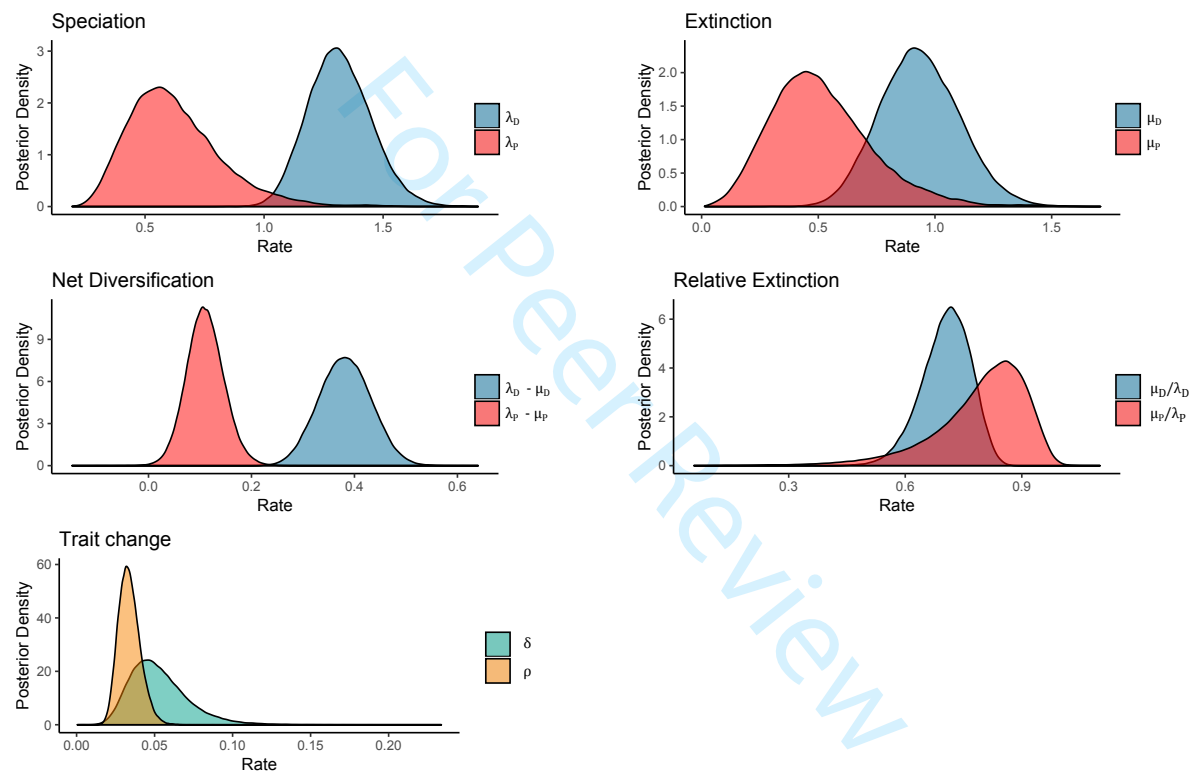 Speciation
Posterior Density
3
2
1
0
0.5
1.0
1.5
Rate
λD
λP
Extinction
Posterior Density
2.0
1.5
1.0
0.5
0.0
0.0
0.5
1.0
1.5
Rate
μD
μP
Net Diversification
Posterior Density
9
6
3
0
0.0
0.2
0.4
0.6
Rate
λD - μD
λP - μP
Relative Extinction
Posterior Density
6
4
2
0
0.3
0.6
0.9
Rate
μD/λD
μP/λP
Trait change
Posterior Density
60
40
20
0
0.00
0.05
0.10
0.15
0.20
Rate
δ
ρ
For Peer Review